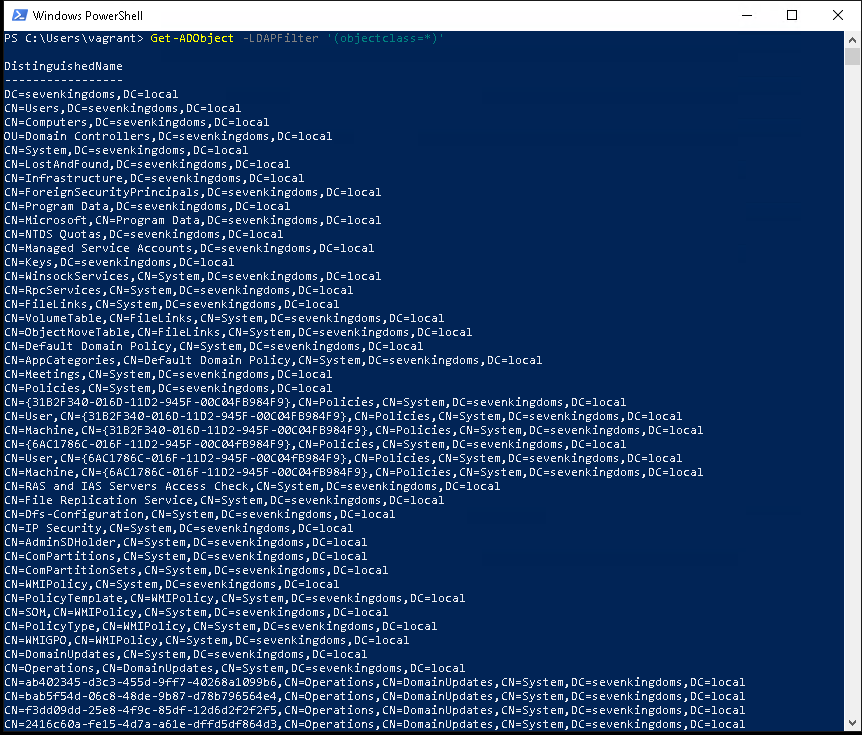 Windows PowerShell
PS C:\Users\vagrant> Get-ADObject -LDAPFilter '(objectclass=*)'
DistinguishedName
-----------------
DC=sevenkingdoms,DC=local
CN=Users,DC=sevenkingdoms,DC=local
CN=Computers,DC=sevenkingdoms,DC=local
OU=Domain Controllers,DC=sevenkingdoms,DC=local
CN=System,DC=sevenkingdoms,DC=local
CN=LostAndFound,DC=sevenkingdoms,DC=local
CN=Infrastructure,DC=sevenkingdoms,DC=local
CN=ForeignSecurityPrincipals,DC=sevenkingdoms,DC=local
CN=Program Data,DC=sevenkingdoms,DC=local
CN=Microsoft,CN=Program Data,DC=sevenkingdoms,DC=local
CN=NTDS Quotas,DC=sevenkingdoms,DC=local
CN=Managed Service Accounts,DC=sevenkingdoms,DC=local
CN=Keys,DC=sevenkingdoms,DC=local
CN=WinsockServices,CN=System,DC=sevenkingdoms,DC=local
CN=RpcServices,CN=System,DC=sevenkingdoms,DC=local
CN=FileLinks,CN=System,DC=sevenkingdoms,DC=local
CN=VolumeTable,CN=FileLinks,CN=System,DC=sevenkingdoms,DC=local
CN=ObjectMoveTable,CN=FileLinks,CN=System,DC=sevenkingdoms,DC=local
CN=Default Domain Policy,CN=System,DC=sevenkingdoms,DC=local
CN=AppCategories,CN=Default Domain Policy,CN=System,DC=sevenkingdoms,DC=local
CN=Meetings,CN=System,DC=sevenkingdoms,DC=local
CN=Policies,CN=System,DC=sevenkingdoms,DC=local
CN={31B2F340-016D-11D2-945F-00C04FB984F9},CN=Policies,CN=System,DC=sevenkingdoms,DC=local
CN=User,CN={31B2F340-016D-11D2-945F-00C04FB984F9},CN=Policies,CN=System,DC=sevenkingdoms,DC=local
CN=Machine,CN={31B2F340-016D-11D2-945F-00C04FB984F9},CN=Policies,CN=System,DC=sevenkingdoms,DC=local
CN={6AC1786C-016F-11D2-945F-00C04fB984F9},CN=Policies,CN=System,DC=sevenkingdoms,DC=local
CN=User,CN={6AC1786C-016F-11D2-945F-00C04fB984F9},CN=Policies,CN=System,DC=sevenkingdoms,DC=local
CN=Machine,CN={6AC1786C-016F-11D2-945F-00C04fB984F9},CN=Policies,CN=System,DC=sevenkingdoms,DC=local
CN=RAS and IAS Servers Access Check,CN=System,DC=sevenkingdoms,DC=local
CN=File Replication Service,CN=System,DC=sevenkingdoms,DC=local
CN=Dfs-Configuration,CN=System,DC=sevenkingdoms,DC=local
CN=IP Security,CN=System,DC=sevenkingdoms,DC=local
CN=AdminSDHolder,CN=System,DC=sevenkingdoms,DC=local
CN=ComPartitions,CN=System,DC=sevenkingdoms,DC=local
CN=ComPartitionSets,CN=System,DC=sevenkingdoms,DC=local
CN=WMIPolicy,CN=System,DC=sevenkingdoms,DC=local
CN=PolicyTemplate,CN=WMIPolicy,CN=System,DC=sevenkingdoms,DC=local
CN=SOM,CN=WMIPolicy,CN=System,DC=sevenkingdoms,DC=local
CN=PolicyType,CN=WMIPolicy,CN=System,DC=sevenkingdoms,DC=local
CN=WMIGPO,CN=WMIPolicy,CN=System,DC=sevenkingdoms,DC=local
CN=DomainUpdates,CN=System,DC=sevenkingdoms,DC=local
CN=Operations,CN=DomainUpdates,CN=System,DC=sevenkingdoms,DC=local
CN=ab402345-d3c3-455d-9ff7-40268a1099b6,CN=Operations,CN=DomainUpdates,CN=System,DC=sevenkingdoms,DC=local
CN=bab5f54d-06c8-48de-9b87-d78b796564e4,CN=Operations,CN=DomainUpdates,CN=System,DC=sevenkingdoms,DC=local
CN=f3dd09dd-25e8-4f9c-85df-12d6d2f2f2f5,CN=Operations,CN=DomainUpdates,CN=System,DC=sevenkingdoms,DC=local
CN=2416c60a-fe15-4d7a-a61e-dffd5df864d3,CN=Operations,CN=DomainUpdates,CN=System,DC=sevenkingdoms,DC=local